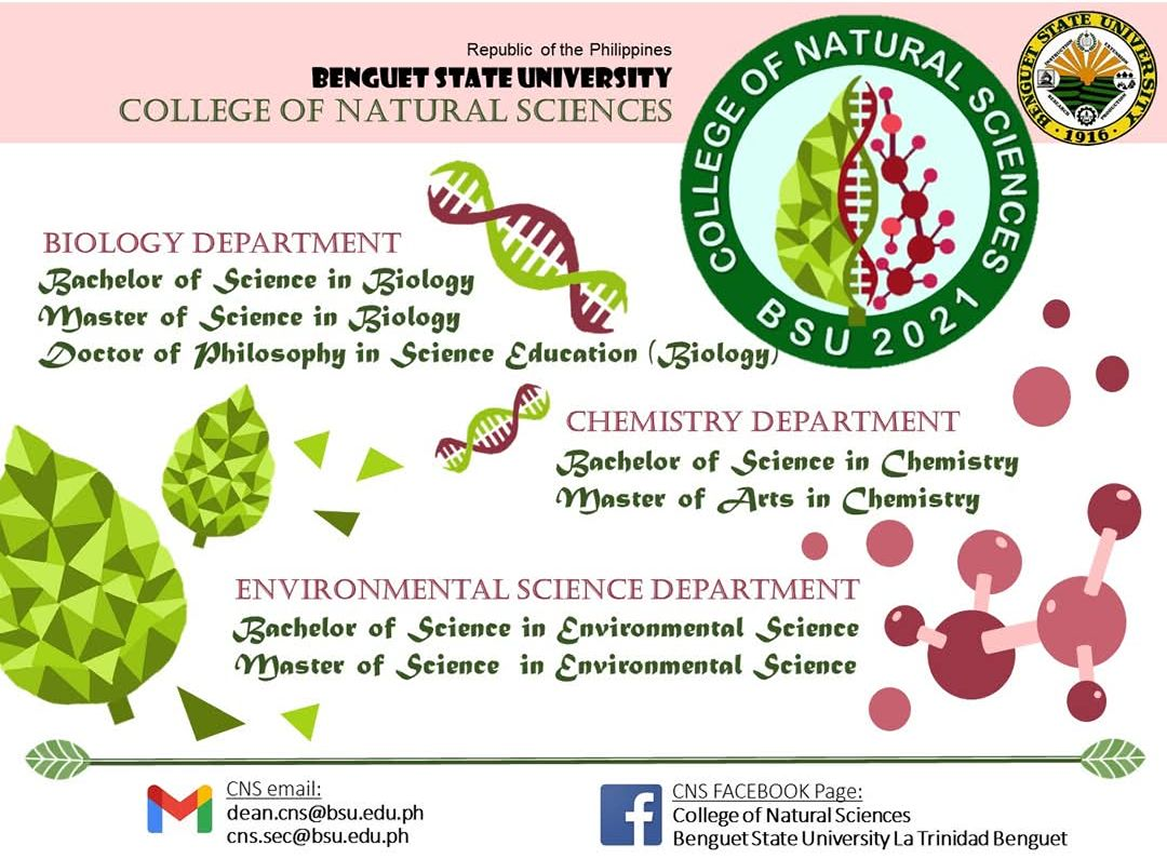 Republic of the Philippines
BENGUET STATE UNIVERSITY
COLLEGE OF NATURAL SCIENCES
COLLEGE OF NATURAL SCIENCES
BSU 2021
BENGUET STATE UNIVERSITY
· 1916 ·
BIOLOGY DEPARTMENT
Bachelor of Science in Biology
Master of Science in Biology
Doctor of Philosophy in Science Education (Biology)
CHEMISTRY DEPARTMENT
Bachelor of Science in Chemistry
Master of Arts in Chemistry
ENVIRONMENTAL SCIENCE DEPARTMENT
Bachelor of Science in Environmental Science
Master of Science in Environmental Science
CNS email:
dean.cns@bsu.edu.ph
cns.sec@bsu.edu.ph
CNS FACEBOOK Page:
College of Natural Sciences
Benguet State University La Trinidad Benguet